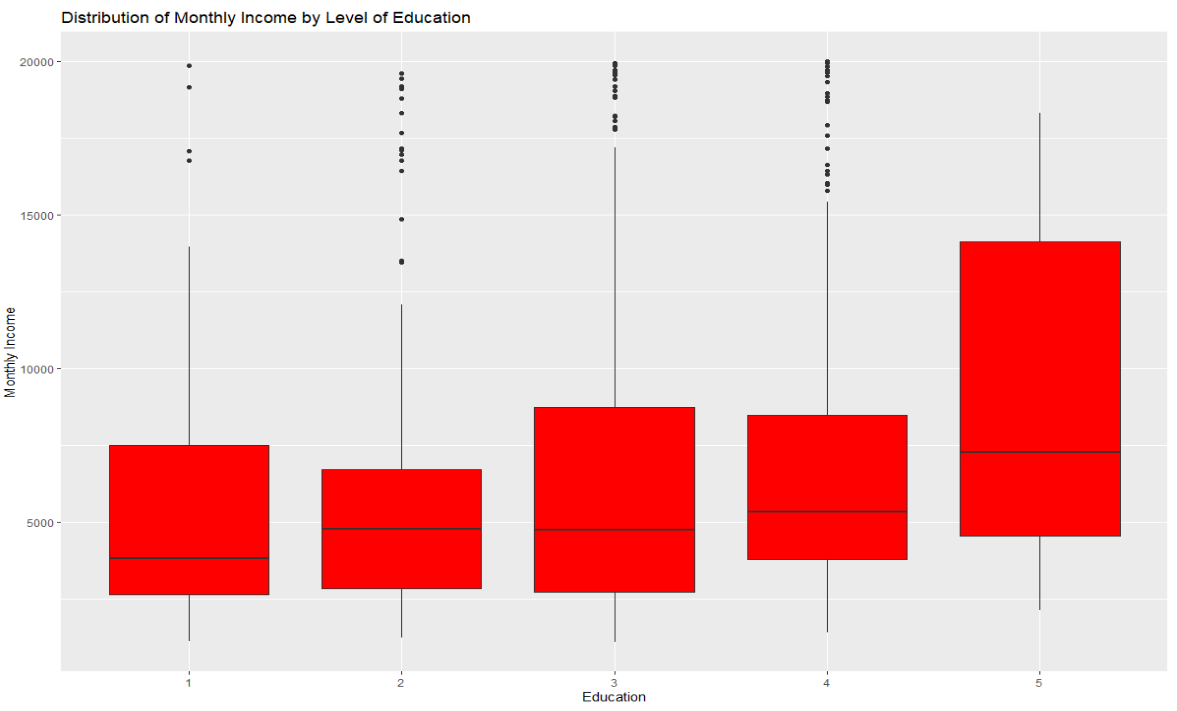 Distribution of Monthly Income by Level of Education
20000
15000
10000
5000
Monthly Income
1 2 3 4 5
Education